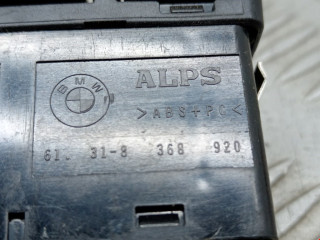 BMW
ALPS
>ABS+PC<
61. 31-8 368 920